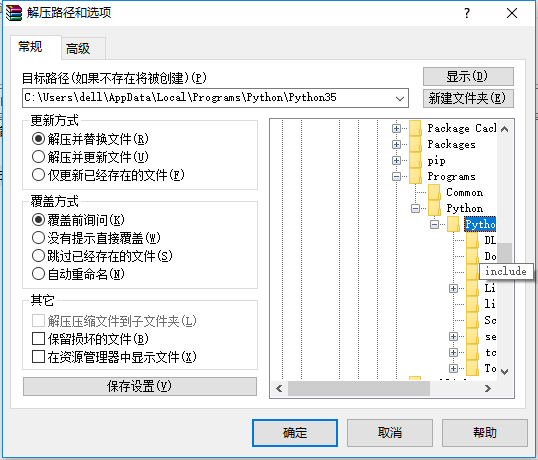 解压路径和选项
常规
高级
目标路径(如果不存在将被创建)(P)
显示(D)
C:\Users\dell\AppData\Local\Programs\Python\Python35
新建文件夹(E)
更新方式
解压并替换文件(R)
解压并更新文件(U)
仅更新已经存在的文件(F)
覆盖方式
覆盖前询问(K)
没有提示直接覆盖(W)
跳过已经存在的文件(S)
自动重命名(N)
其它
解压压缩文件到子文件夹(L)
保留损坏的文件(B)
在资源管理器中显示文件(X)
保存设置(V)
Package Cac
Packages
pip
Programs
Common
Python
Pytho
DL
Do
include
Li
li
Sc
se
tc
To
确定
取消
帮助